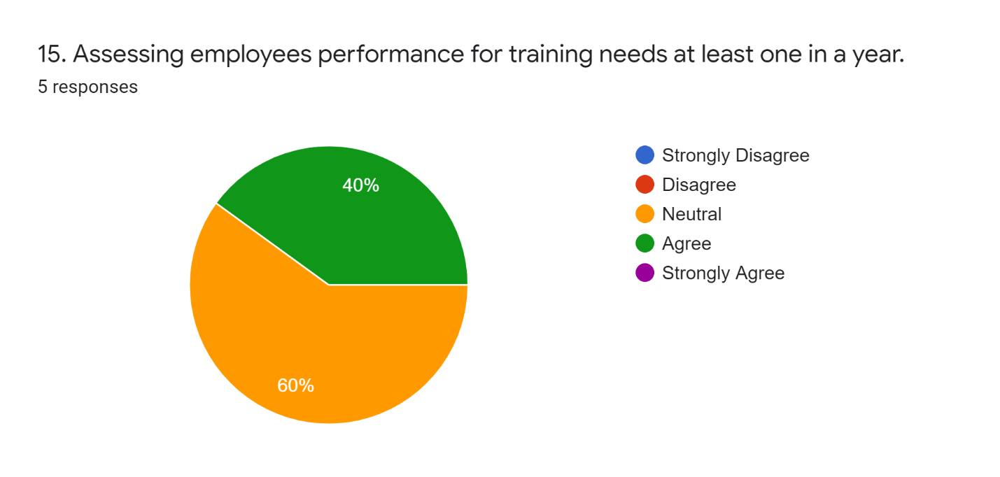 15. Assessing employees performance for training needs at least one in a year.
5 responses
40%
60%
Strongly Disagree
Disagree
Neutral
Agree
Strongly Agree